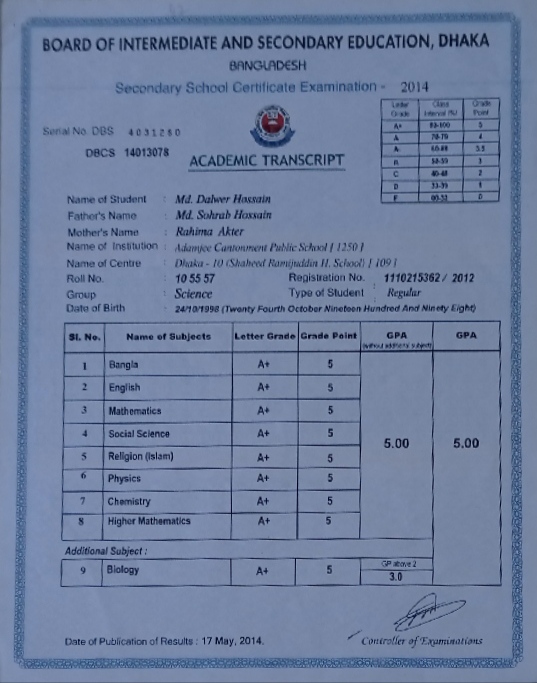 BOARD OF INTERMEDIATE AND SECONDARY EDUCATION, DHAKA
BANGLADESH
Secondary School Certificate Examination - 2014
Letter Grade Class Interval (%) Grade Point
A+ 80-100 5
A 70-79 4
A- 60-69 3.5
B 50-59 3
C 40-49 2
D 33-39 1
F 00-32 0
Serial No. DBS 4031260
DBCS 14013078
ACADEMIC TRANSCRIPT
Name of Student : Md. Dalwer Hossain
Father's Name : Md. Sohrab Hossain
Mother's Name : Rahima Akter
Name of Institution : Adamjee Cantonment Public School [ 1250 ]
Name of Centre : Dhaka - 10 (Shaheed Ramijuddin H. School) [ 109 ]
Roll No. : 10 55 57 Registration No. : 1110215362 / 2012
Group : Science Type of Student : Regular
Date of Birth : 24/10/1998 (Twenty Fourth October Nineteen Hundred And Ninety Eight)
Sl. No. Name of Subjects Letter Grade Grade Point GPA (without additional subject) GPA
1 Bangla A+ 5
2 English A+ 5
3 Mathematics A+ 5
4 Social Science A+ 5
5.00 5.00
5 Religion (Islam) A+ 5
6 Physics A+ 5
7 Chemistry A+ 5
8 Higher Mathematics A+ 5
Additional Subject :
9 Biology A+ 5 GP above 2
3.0
Date of Publication of Results : 17 May, 2014.
Controller of Examinations